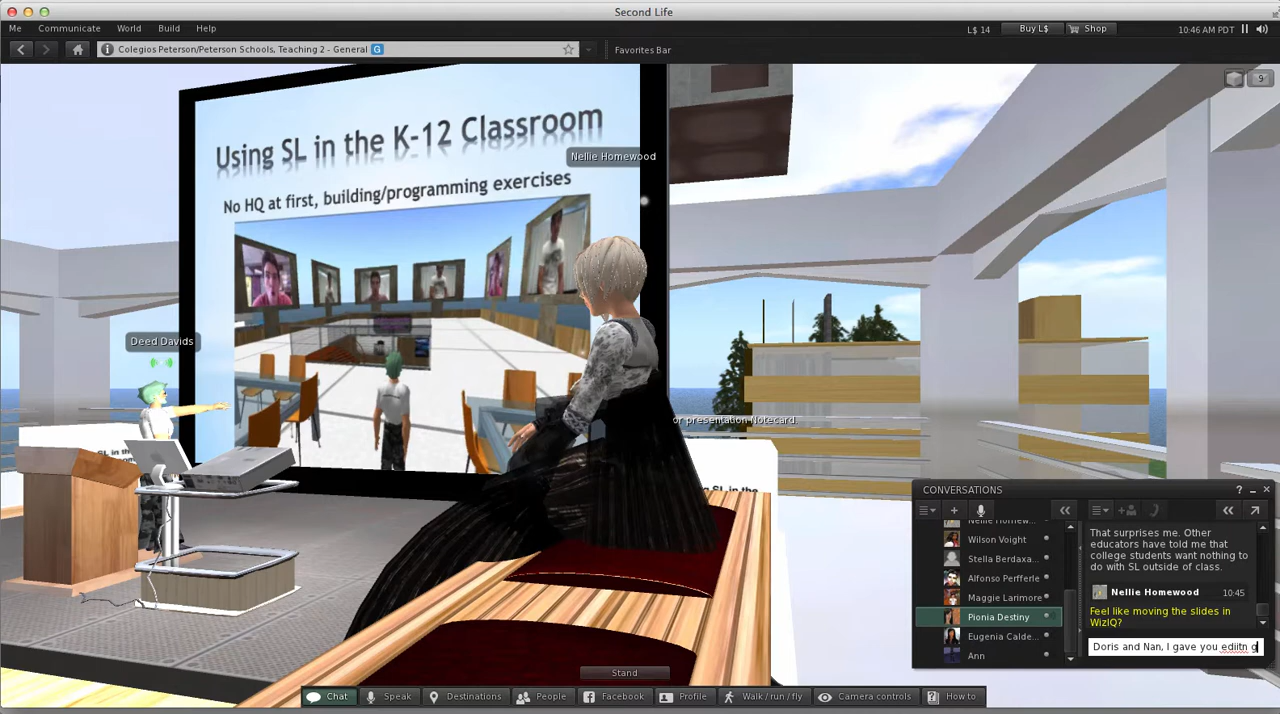 Second Life
Me Communicate World Build Help
L$ 14 Buy L$ Shop 10:46 AM PDT
Colegios Peterson/Peterson Schools, Teaching 2 - General G
Favorites Bar
9
Using SL in the K-12 Classroom
Nellie Homewood
No HQ at first, building/programming exercises
Deed Davids
or presentation Notecard
SL in the
CONVERSATIONS
Wilson Voight
Stella Berdaxa...
Alfonso Perfferle
Maggie Larimore
Pionia Destiny
Eugenia Calde...
Ann
That surprises me. Other
educators have told me that
college students want nothing to
do with SL outside of class.
Nellie Homewood 10:45
Feel like moving the slides in
WizIQ?
Doris and Nan, I gave you ediitn g
Stand
Chat Speak Destinations People Facebook Profile Walk / run / fly Camera controls How to